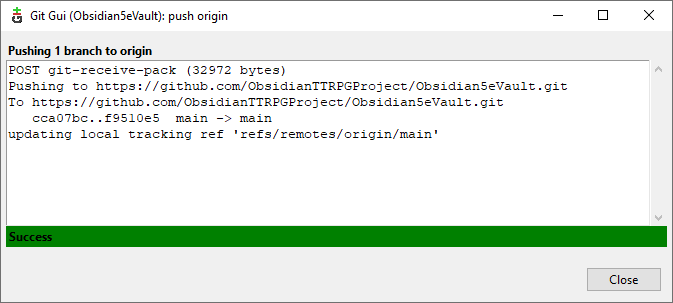 Git Gui (Obsidian5eVault): push origin
Pushing 1 branch to origin
POST git-receive-pack (32972 bytes)
Pushing to https://github.com/ObsidianTTRPGProject/Obsidian5eVault.git
To https://github.com/ObsidianTTRPGProject/Obsidian5eVault.git
   cca07bc..f9510e5  main -> main
updating local tracking ref 'refs/remotes/origin/main'
Success
Close